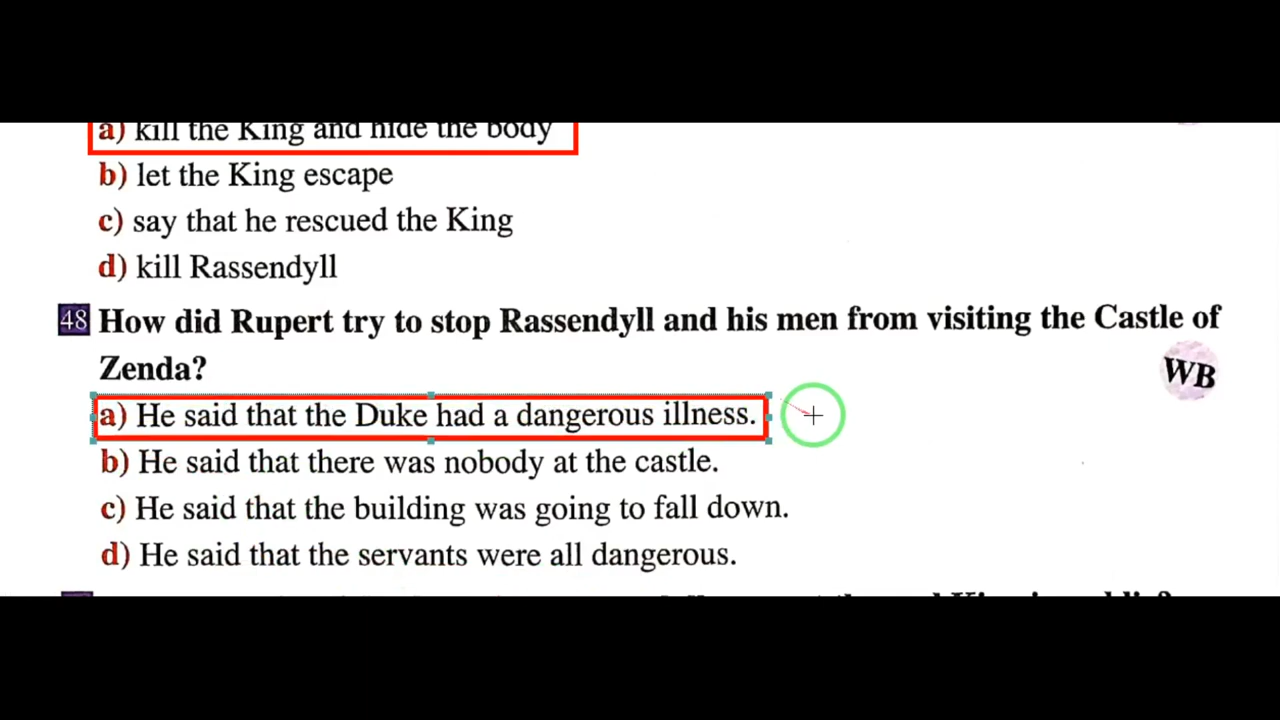 a) kill the King and hide the body
b) let the King escape
c) say that he rescued the King
d) kill Rassendyll
48 How did Rupert try to stop Rassendyll and his men from visiting the Castle of
Zenda?
WB
a) He said that the Duke had a dangerous illness.
b) He said that there was nobody at the castle.
c) He said that the building was going to fall down.
d) He said that the servants were all dangerous.